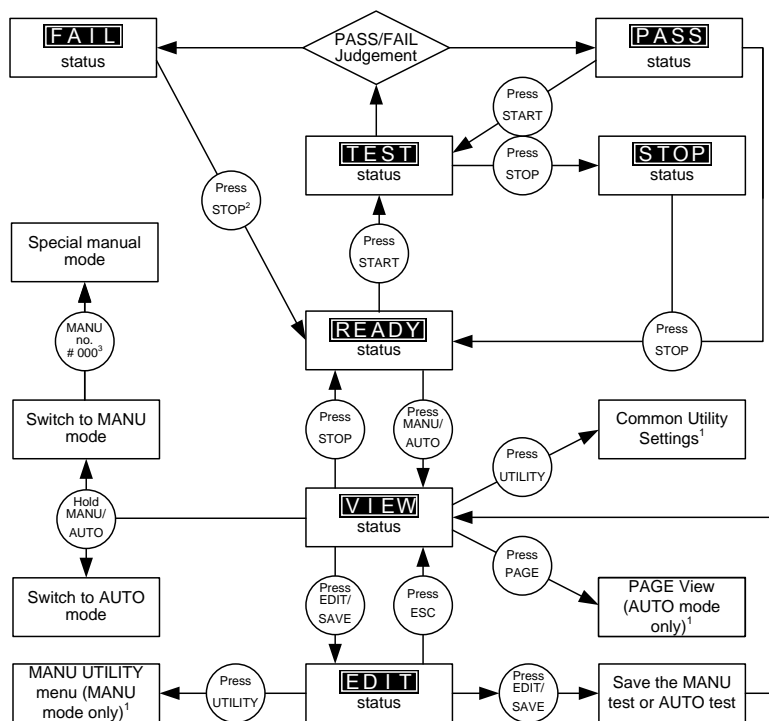 FAIL
status
PASS/FAIL
Judgement
PASS
status
Press
START
TEST
status
Press
STOP
STOP
status
Press
STOP²
Press
START
Special manual
mode
MANU
no.
# 000³
READY
status
Press
STOP
Switch to MANU
mode
Press
STOP
Press
MANU/
AUTO
Common Utility
Settings¹
Press
UTILITY
Hold
MANU/
AUTO
VIEW
status
Press
PAGE
Switch to AUTO
mode
Press
EDIT/
SAVE
Press
ESC
PAGE View
(AUTO mode
only)¹
MANU UTILITY
menu (MANU
mode only)¹
Press
UTILITY
EDIT
status
Press
EDIT/
SAVE
Save the MANU
test or AUTO test